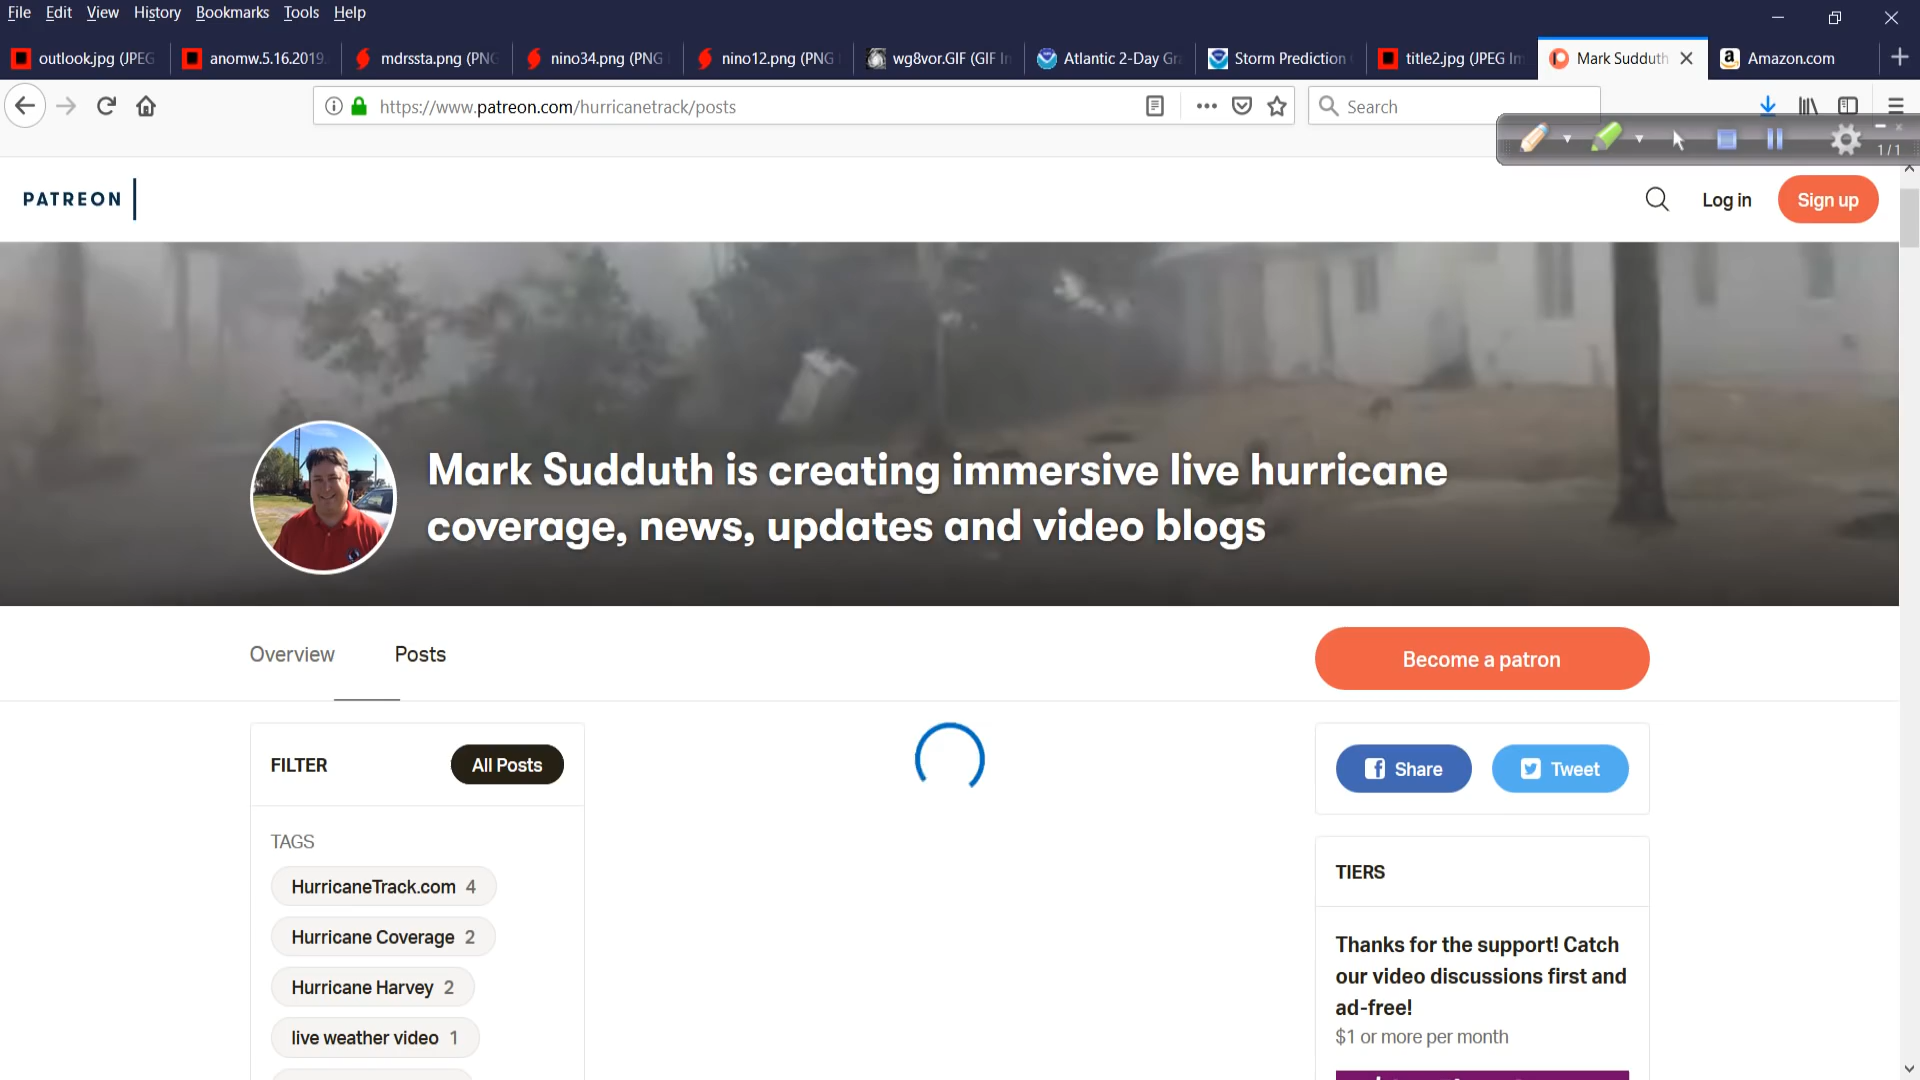 File Edit View History Bookmarks Tools Help
outlook.jpg (JPEG
anomw.5.16.2019.
mdrssta.png (PNG
nino34.png (PNG
nino12.png (PNG
wg8vor.GIF (GIF Im
Atlantic 2-Day Gra
Storm Prediction
title2.jpg (JPEG Im
Mark Sudduth
Amazon.com
https://www.patreon.com/hurricanetrack/posts
Search
1/1
PATREON
Log in
Sign up
Mark Sudduth is creating immersive live hurricane
coverage, news, updates and video blogs
Overview
Posts
Become a patron
FILTER
All Posts
Share
Tweet
TAGS
HurricaneTrack.com 4
Hurricane Coverage 2
Hurricane Harvey 2
live weather video 1
TIERS
Thanks for the support! Catch
our video discussions first and
ad-free!
$1 or more per month